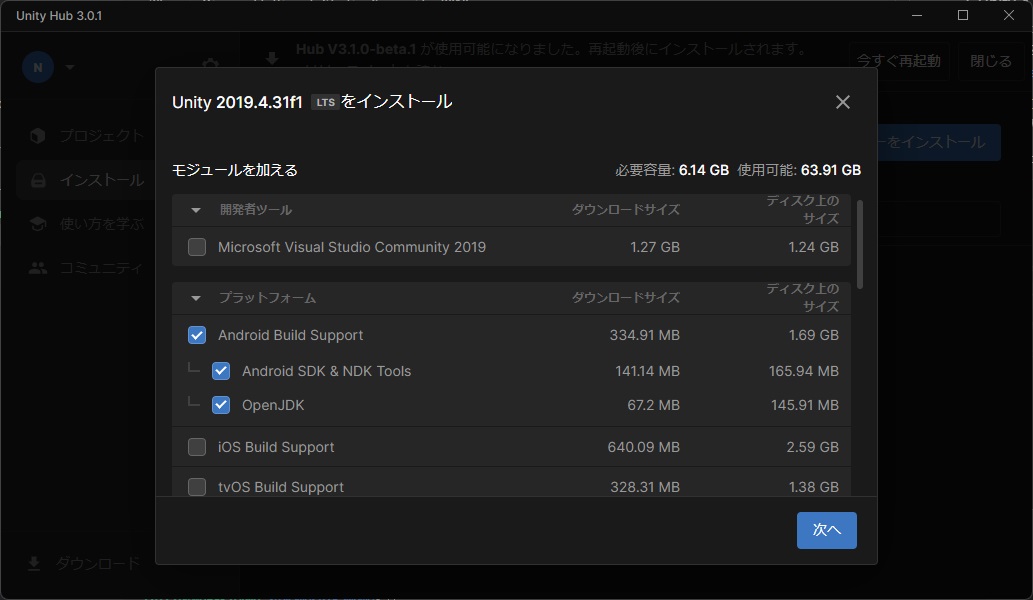 Unity Hub 3.0.1
N
Hub V3.1.0-beta.1 が使用可能になりました。再起動後にインストールされます。
今すぐ再起動
閉じる
Unity 2019.4.31f1 LTS をインストール
プロジェクト
ーをインストール
モジュールを加える
必要容量: 6.14 GB 使用可能: 63.91 GB
インストール
開発者ツール ダウンロードサイズ ディスク上の
サイズ
使い方を学ぶ
Microsoft Visual Studio Community 2019 1.27 GB 1.24 GB
コミュニティ
プラットフォーム ダウンロードサイズ ディスク上の
サイズ
Android Build Support 334.91 MB 1.69 GB
Android SDK & NDK Tools 141.14 MB 165.94 MB
OpenJDK 67.2 MB 145.91 MB
iOS Build Support 640.09 MB 2.59 GB
tvOS Build Support 328.31 MB 1.38 GB
次へ
ダウンロード